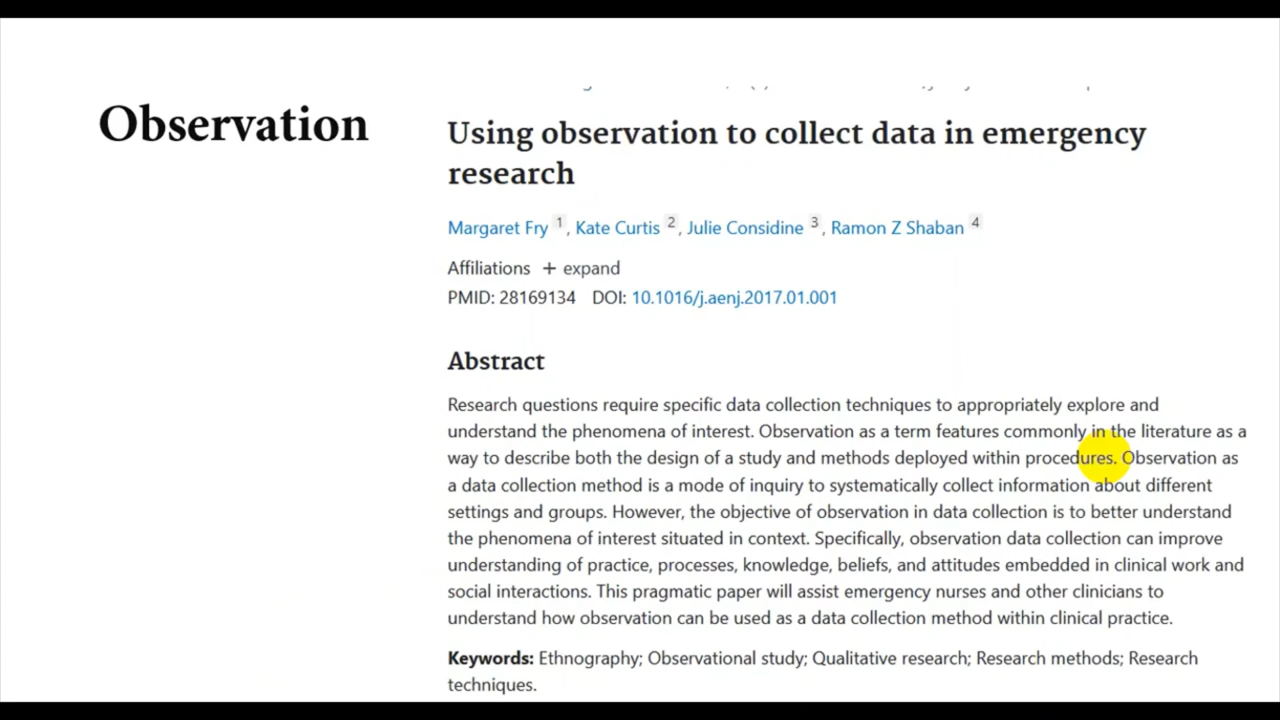 Observation
Using observation to collect data in emergency
research
Margaret Fry 1, Kate Curtis 2, Julie Considine 3, Ramon Z Shaban 4
Affiliations + expand
PMID: 28169134 DOI: 10.1016/j.aenj.2017.01.001
Abstract
Research questions require specific data collection techniques to appropriately explore and
understand the phenomena of interest. Observation as a term features commonly in the literature as a
way to describe both the design of a study and methods deployed within procedures. Observation as
a data collection method is a mode of inquiry to systematically collect information about different
settings and groups. However, the objective of observation in data collection is to better understand
the phenomena of interest situated in context. Specifically, observation data collection can improve
understanding of practice, processes, knowledge, beliefs, and attitudes embedded in clinical work and
social interactions. This pragmatic paper will assist emergency nurses and other clinicians to
understand how observation can be used as a data collection method within clinical practice.
Keywords: Ethnography; Observational study; Qualitative research; Research methods; Research
techniques.